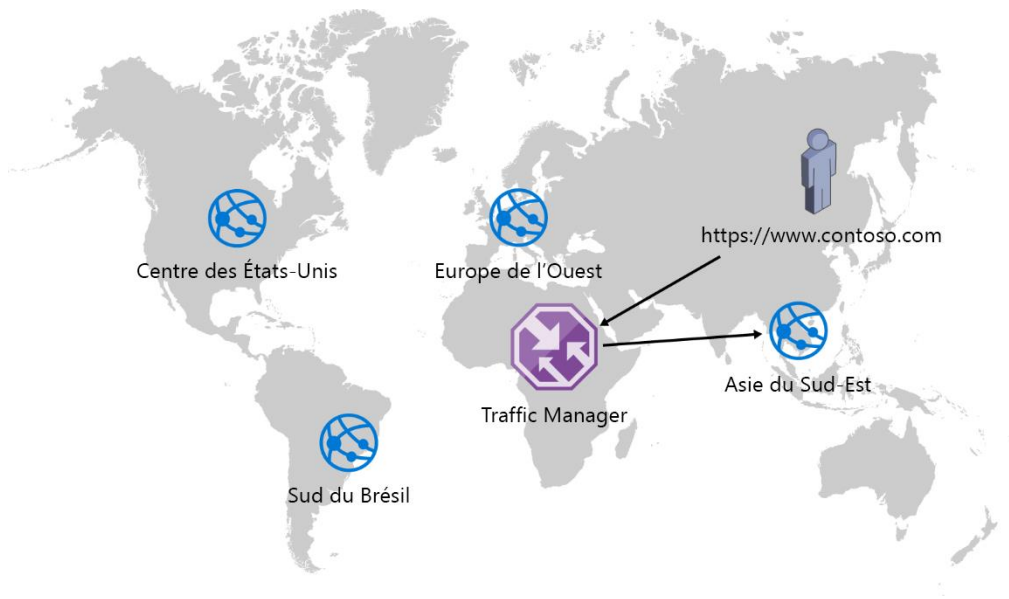 https://www.contoso.com
Centre des États-Unis
Europe de l’Ouest
Asie du Sud-Est
Traffic Manager
Sud du Brésil